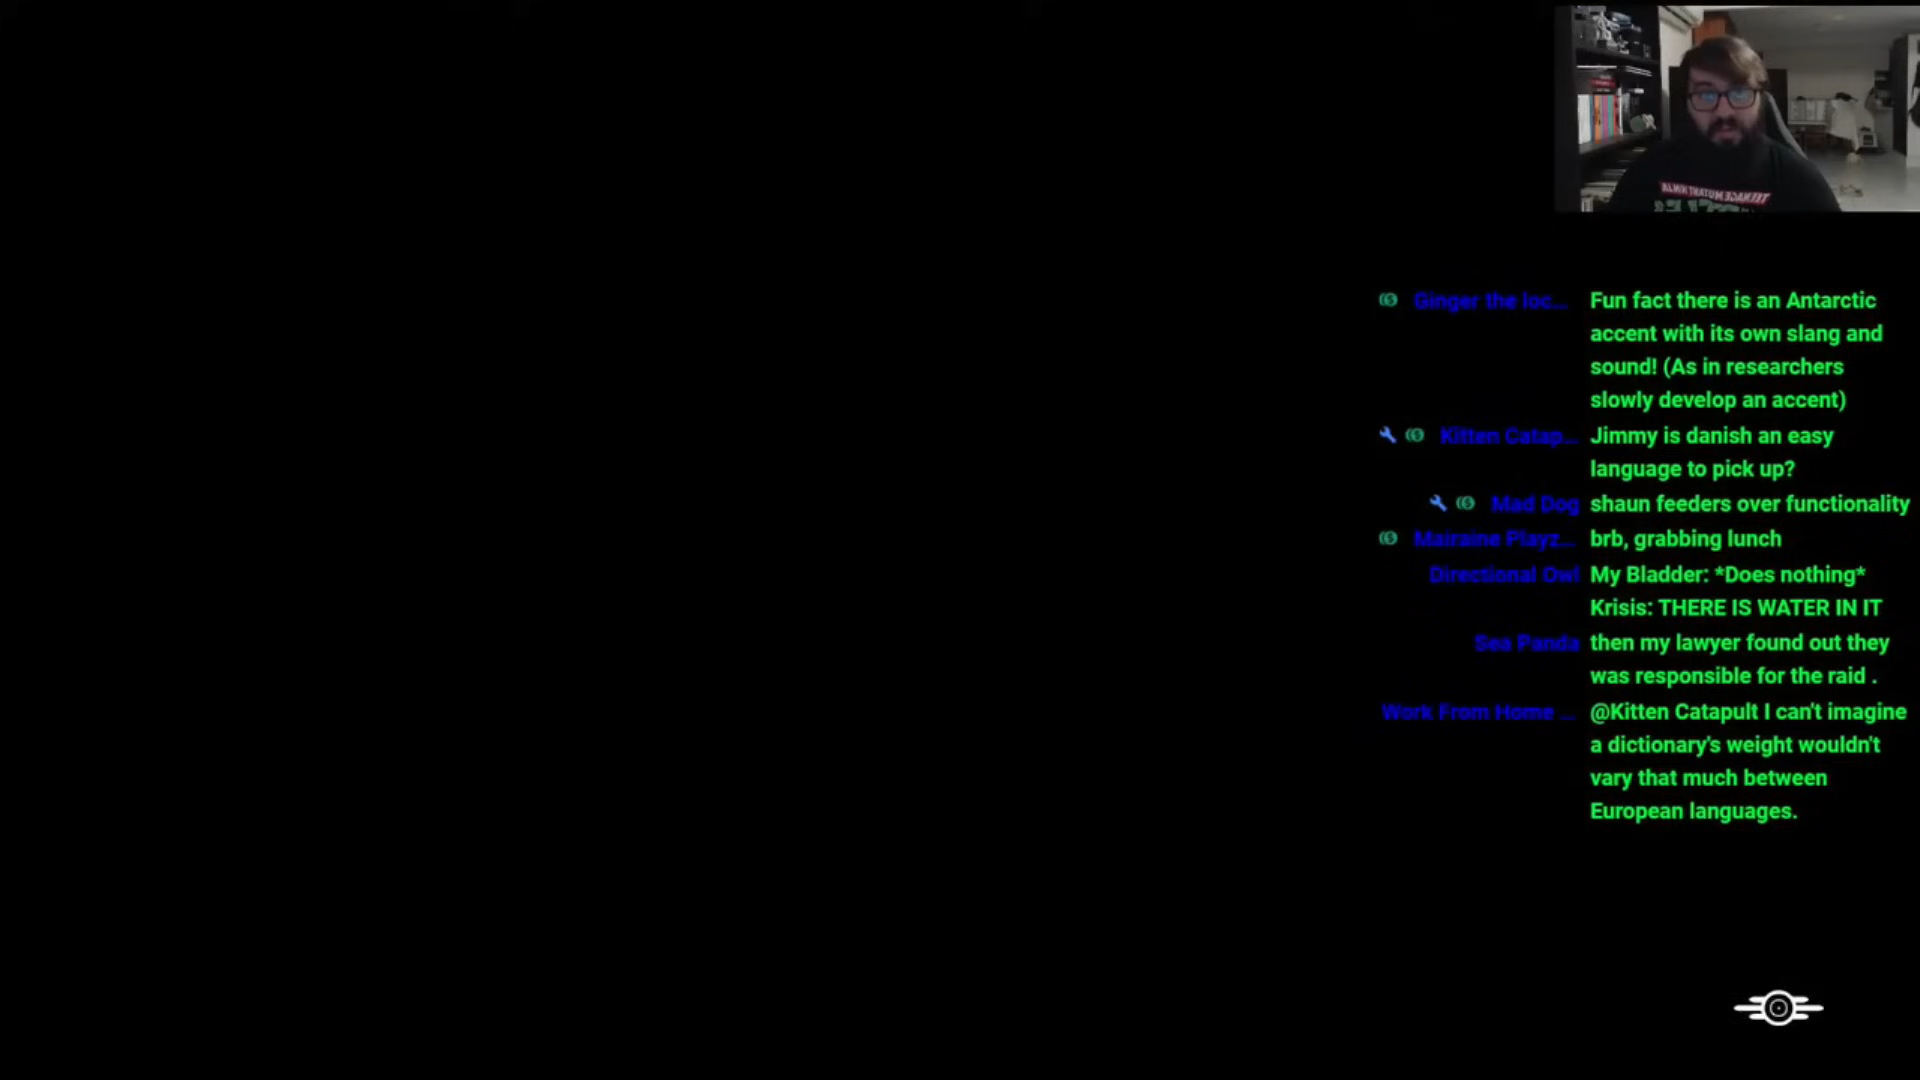 Ginger the loc...
Fun fact there is an Antarctic
accent with its own slang and
sound! (As in researchers
slowly develop an accent)
Kitten Catap...
Jimmy is danish an easy
language to pick up?
Mad Dog
shaun feeders over functionality
Mairaine Playz...
brb, grabbing lunch
Directional Owl
My Bladder: *Does nothing*
Krisis: THERE IS WATER IN IT
Sea Panda
then my lawyer found out they
was responsible for the raid .
Work From Home ...
@Kitten Catapult I can't imagine
a dictionary's weight wouldn't
vary that much between
European languages.
TEENAGE MUTANT NINJA